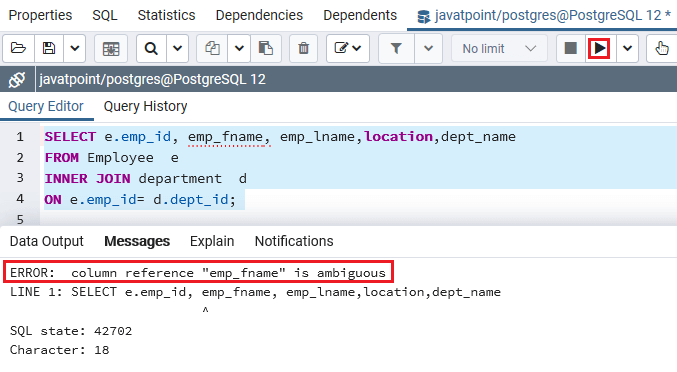 Properties SQL Statistics Dependencies Dependents javatpoint/postgres@PostgreSQL 12 *
No limit
javatpoint/postgres@PostgreSQL 12
Query Editor Query History
1 SELECT e.emp_id, emp_fname, emp_lname,location,dept_name
2 FROM Employee e
3 INNER JOIN department d
4 ON e.emp_id= d.dept_id;
5
Data Output Messages Explain Notifications
ERROR: column reference "emp_fname" is ambiguous
LINE 1: SELECT e.emp_id, emp_fname, emp_lname,location,dept_name
^
SQL state: 42702
Character: 18